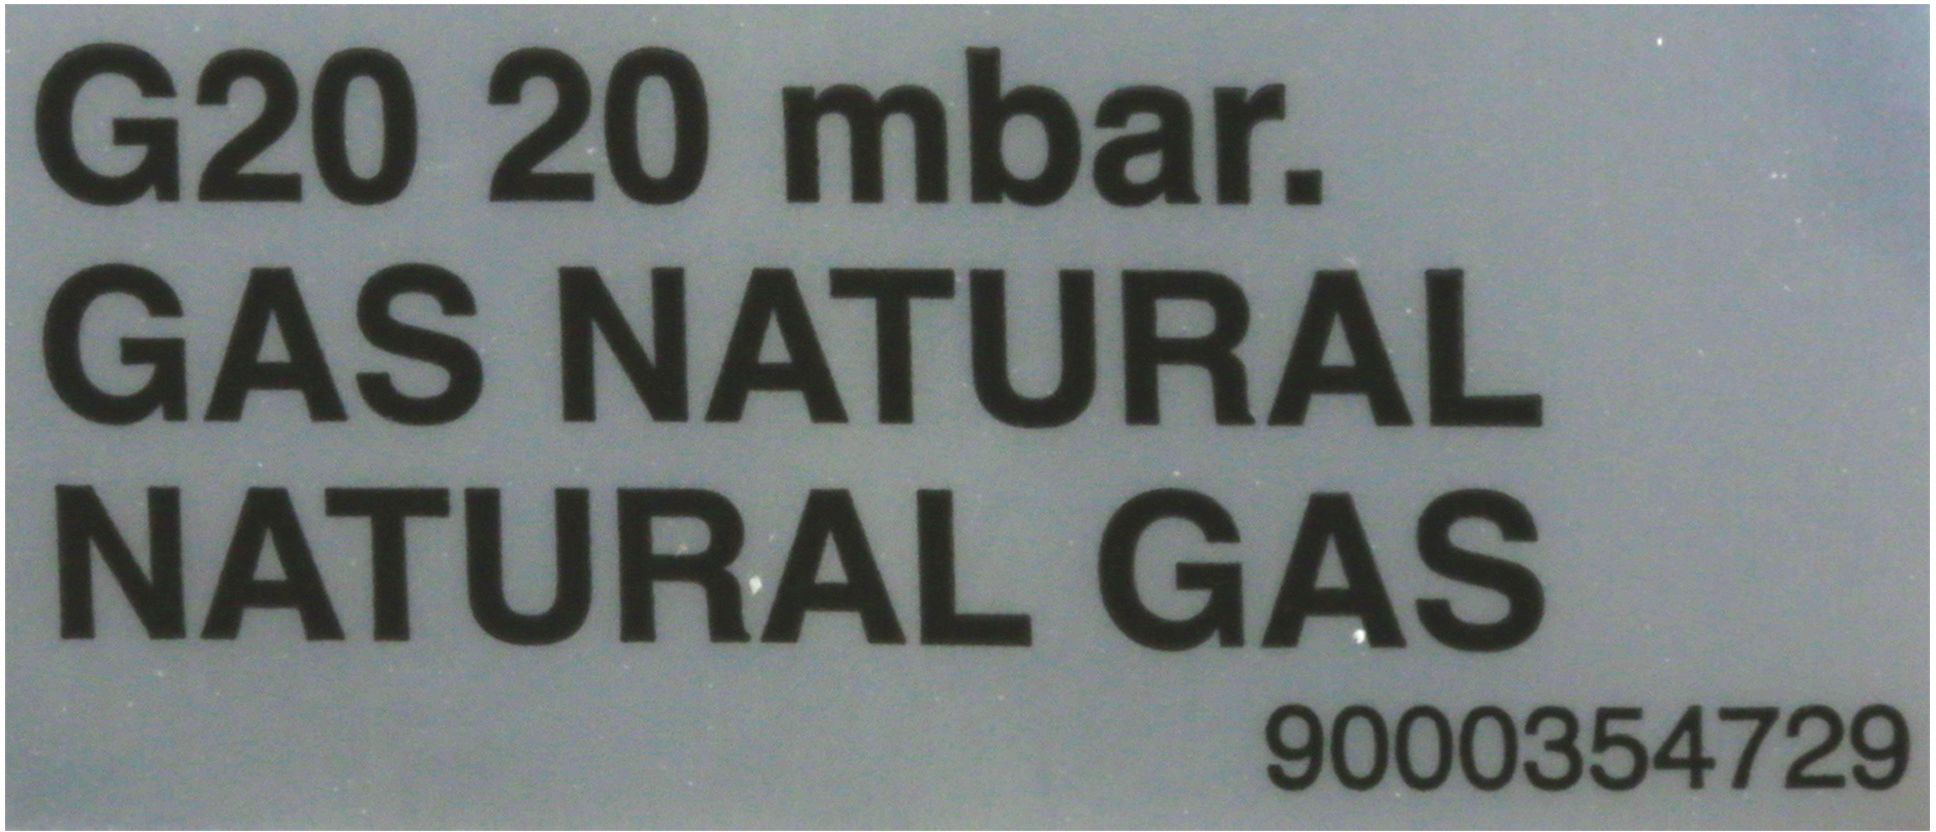 G20 20 mbar.
GAS NATURAL
NATURAL GAS
9000354729